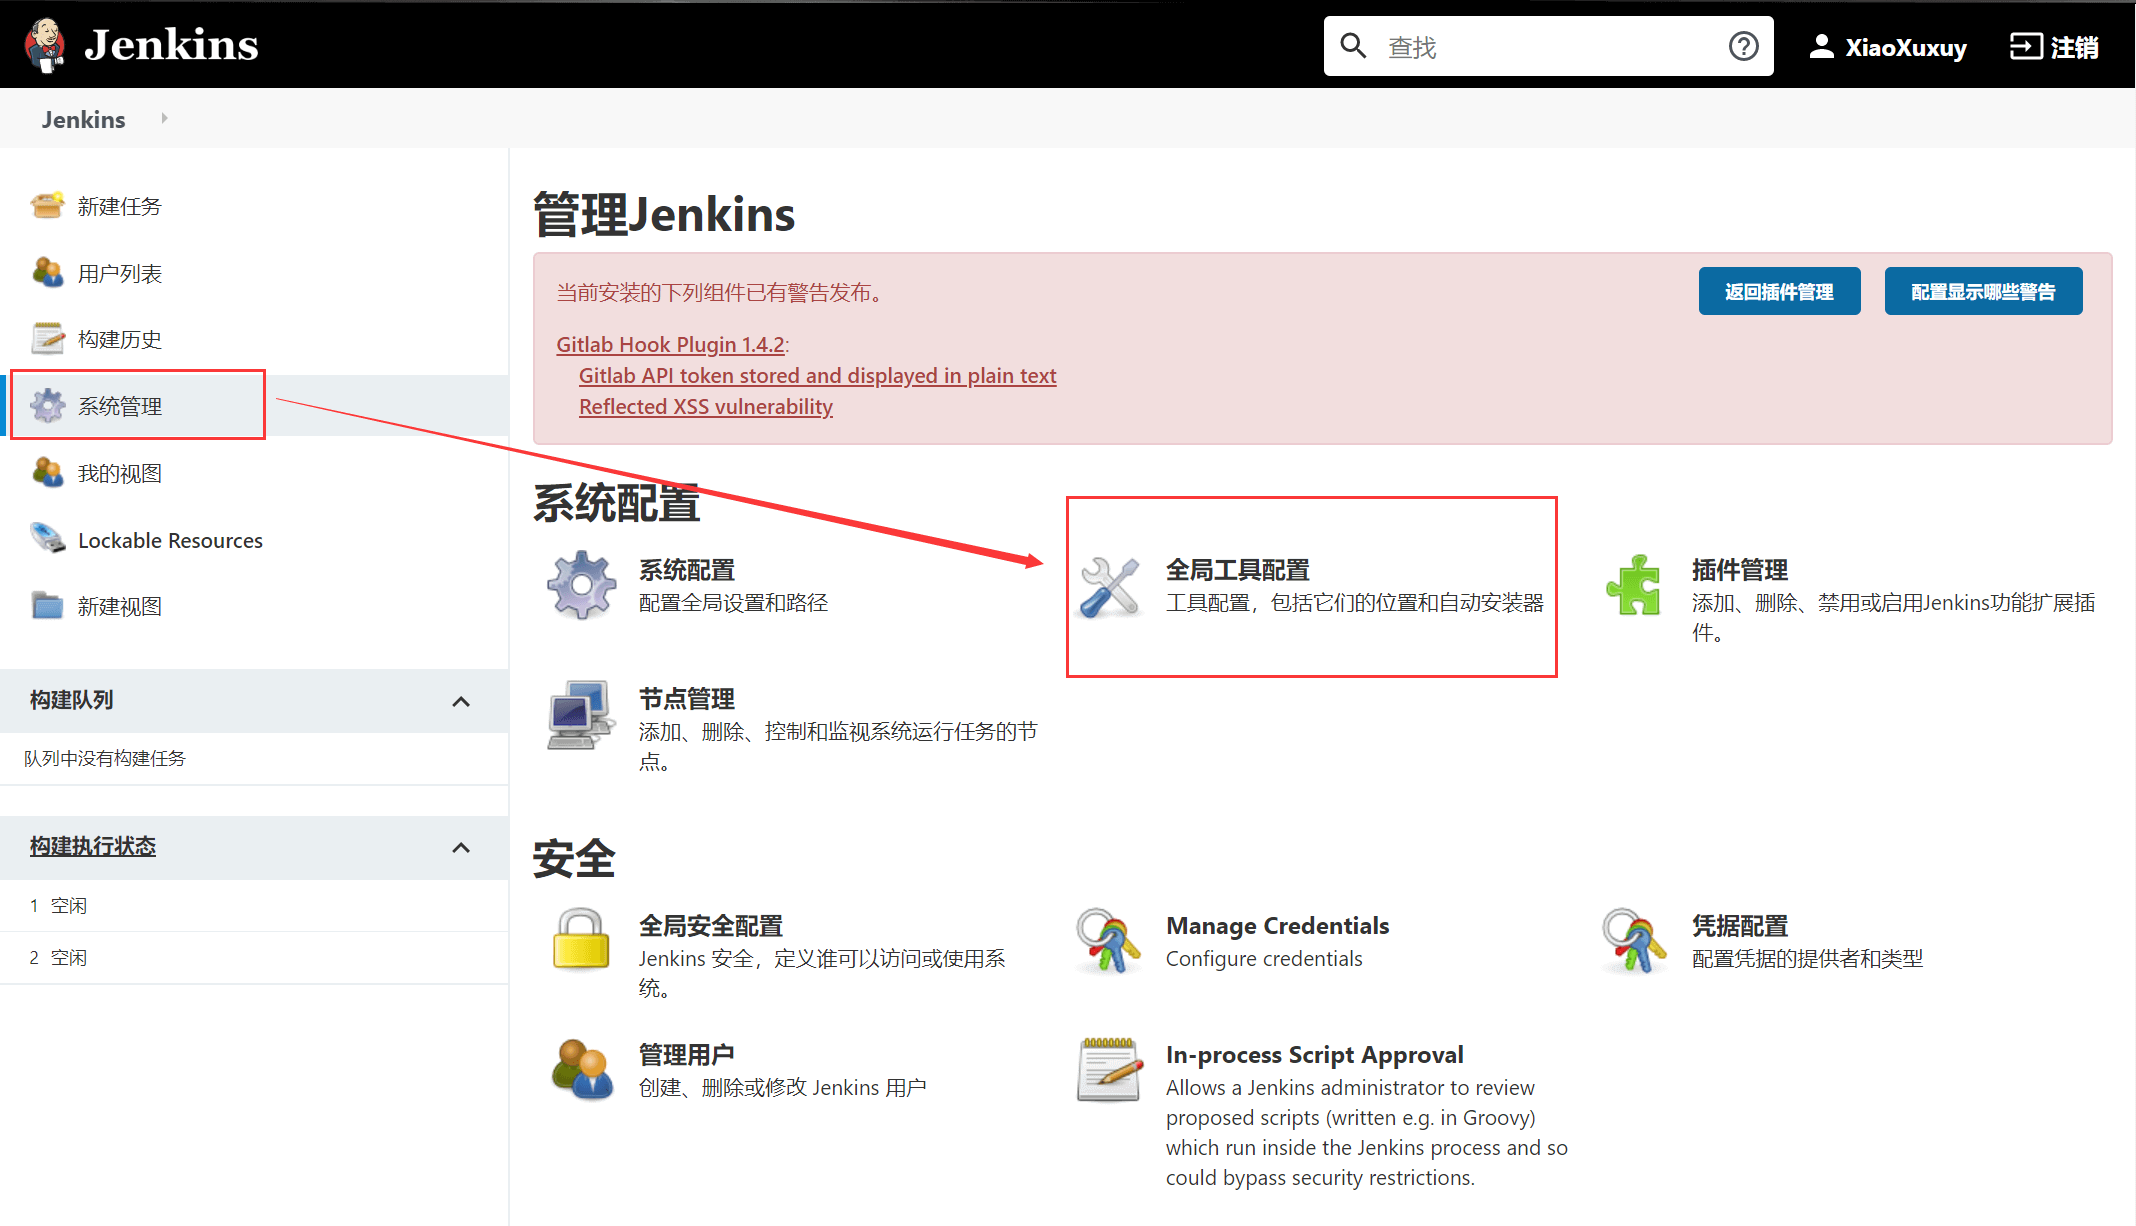 Jenkins
查找
XiaoXuxuy
注销
Jenkins
新建任务
用户列表
构建历史
系统管理
我的视图
Lockable Resources
新建视图
构建队列
队列中没有构建任务
构建执行状态
1 空闲
2 空闲
管理Jenkins
当前安装的下列组件已有警告发布。
返回插件管理
配置显示哪些警告
Gitlab Hook Plugin 1.4.2:
Gitlab API token stored and displayed in plain text
Reflected XSS vulnerability
系统配置
系统配置
配置全局设置和路径
全局工具配置
工具配置，包括它们的位置和自动安装器
插件管理
添加、删除、禁用或启用Jenkins功能扩展插
件。
节点管理
添加、删除、控制和监视系统运行任务的节
点。
安全
全局安全配置
Jenkins 安全，定义谁可以访问或使用系
统。
Manage Credentials
Configure credentials
凭据配置
配置凭据的提供者和类型
管理用户
创建、删除或修改 Jenkins 用户
In-process Script Approval
Allows a Jenkins administrator to review
proposed scripts (written e.g. in Groovy)
which run inside the Jenkins process and so
could bypass security restrictions.